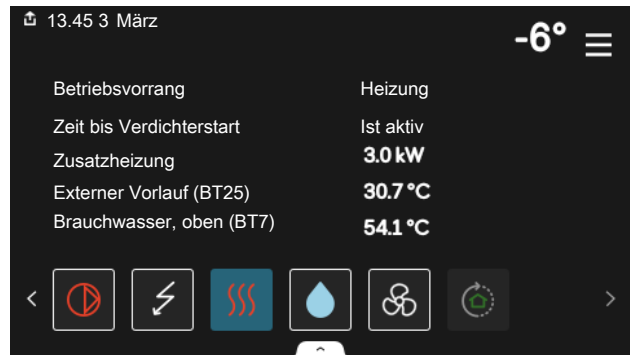 13.45 3 März
-6°
Betriebsvorrang Heizung
Zeit bis Verdichterstart Ist aktiv
Zusatzheizung 3.0 kW
Externer Vorlauf (BT25) 30.7 °C
Brauchwasser, oben (BT7) 54.1 °C